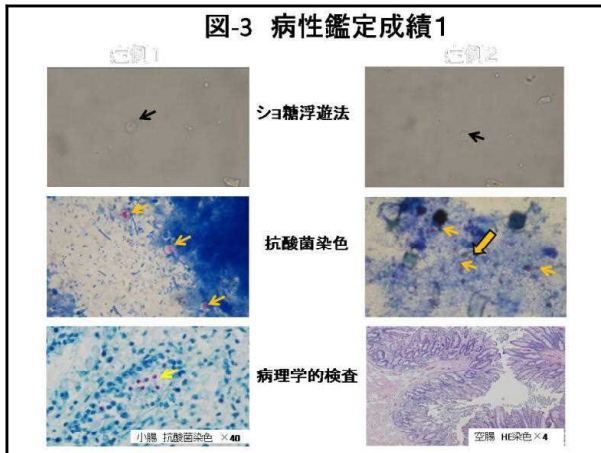 図-3 病性鑑定成績1
症例1
症例2
ショ糖浮遊法
抗酸菌染色
病理学的検査
小腸 抗酸菌染色 ×40
空腸 HE染色×4